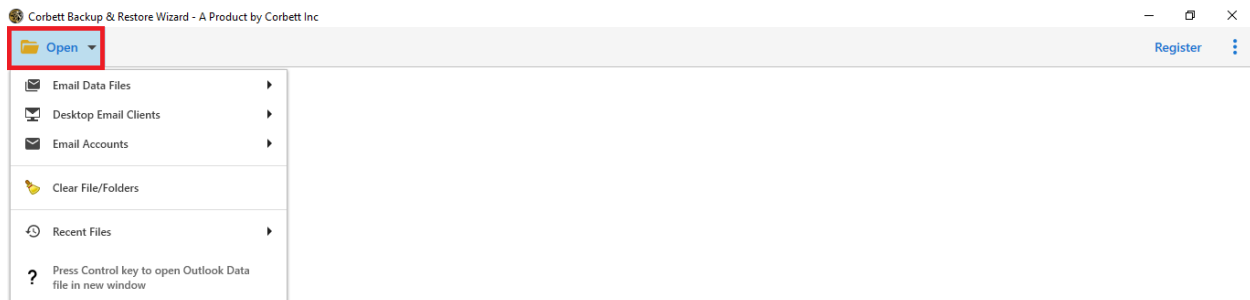 Corbett Backup & Restore Wizard - A Product by Corbett Inc
Open
Register
Email Data Files
Desktop Email Clients
Email Accounts
Clear File/Folders
Recent Files
? Press Control key to open Outlook Data
file in new window